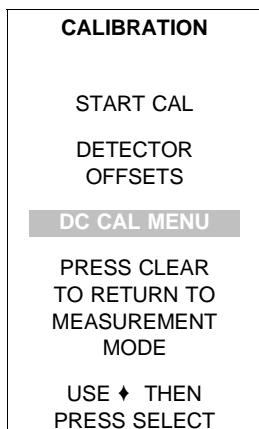 CALIBRATION
START CAL
DETECTOR
OFFSETS
DC CAL MENU
PRESS CLEAR
TO RETURN TO
MEASUREMENT
MODE
USE ♦ THEN
PRESS SELECT